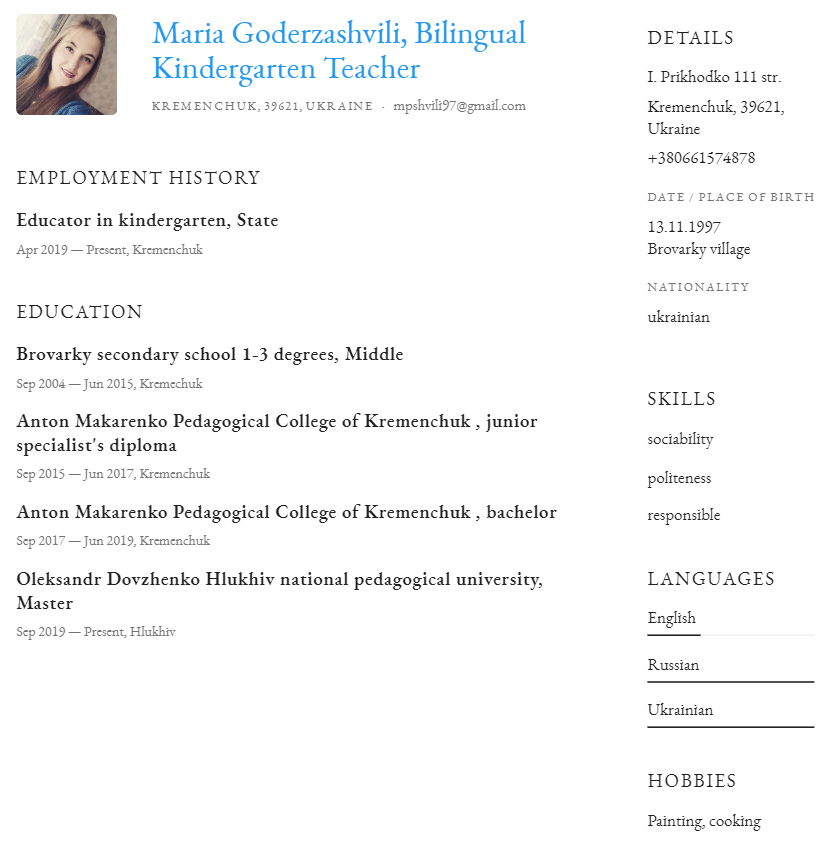 Maria Goderzashvili, Bilingual
Kindergarten Teacher
KREMENCHUK, 39621, UKRAINE · mpshvili97@gmail.com
EMPLOYMENT HISTORY
Educator in kindergarten, State
Apr 2019 — Present, Kremenchuk
EDUCATION
Brovarky secondary school 1-3 degrees, Middle
Sep 2004 — Jun 2015, Kremechuk
Anton Makarenko Pedagogical College of Kremenchuk , junior
specialist's diploma
Sep 2015 — Jun 2017, Kremenchuk
Anton Makarenko Pedagogical College of Kremenchuk , bachelor
Sep 2017 — Jun 2019, Kremenchuk
Oleksandr Dovzhenko Hlukhiv national pedagogical university,
Master
Sep 2019 — Present, Hlukhiv
DETAILS
I. Prikhodko 111 str.
Kremenchuk, 39621,
Ukraine
+380661574878
DATE / PLACE OF BIRTH
13.11.1997
Brovarky village
NATIONALITY
ukrainian
SKILLS
sociability
politeness
responsible
LANGUAGES
English
Russian
Ukrainian
HOBBIES
Painting, cooking